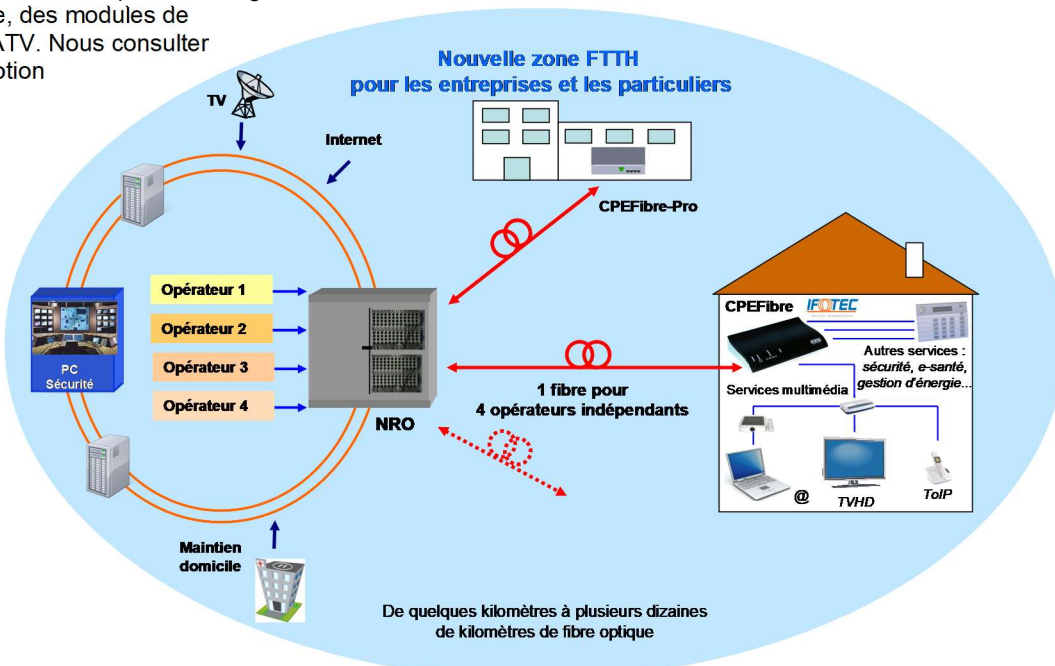 e, des modules de
ATV. Nous consulter
Nouvelle zone FTTH
pour les entreprises et les particuliers
TV
Internet
CPEFibre-Pro
Opérateur 1
Opérateur 2
Opérateur 3
Opérateur 4
PC
Sécurité
NRO
1 fibre pour
4 opérateurs indépendants
CPEFibre
IFOTEC
Autres services :
sécurité, e-santé,
gestion d'énergie...
Services multimédia
@
TVHD
ToIP
Maintien
domicile
De quelques kilomètres à plusieurs dizaines
de kilomètres de fibre optique